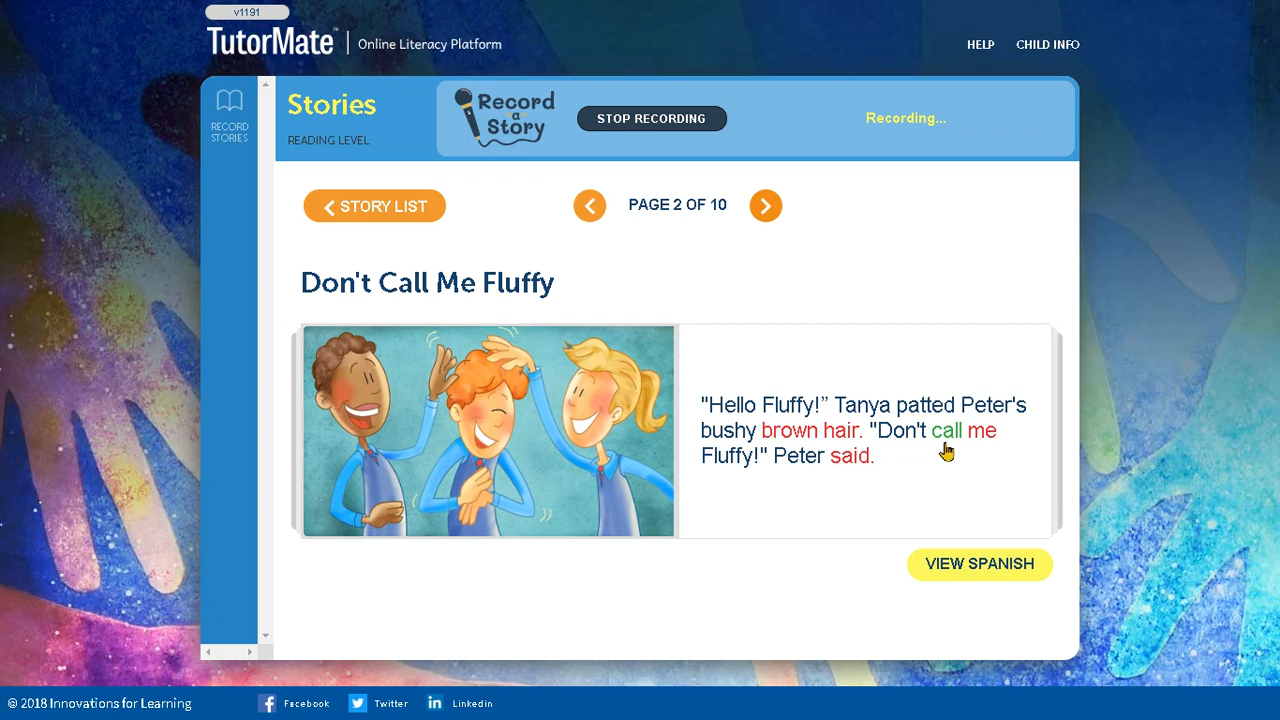 v1191
TutorMate™ | Online Literacy Platform
HELP CHILD INFO
RECORD
STORIES
Stories
READING LEVEL
Record
a
Story
STOP RECORDING
Recording...
STORY LIST
PAGE 2 OF 10
Don't Call Me Fluffy
"Hello Fluffy!” Tanya patted Peter's
bushy brown hair. "Don't call me
Fluffy!" Peter said.
VIEW SPANISH
© 2018 Innovations for Learning
Facebook
Twitter
Linkedin